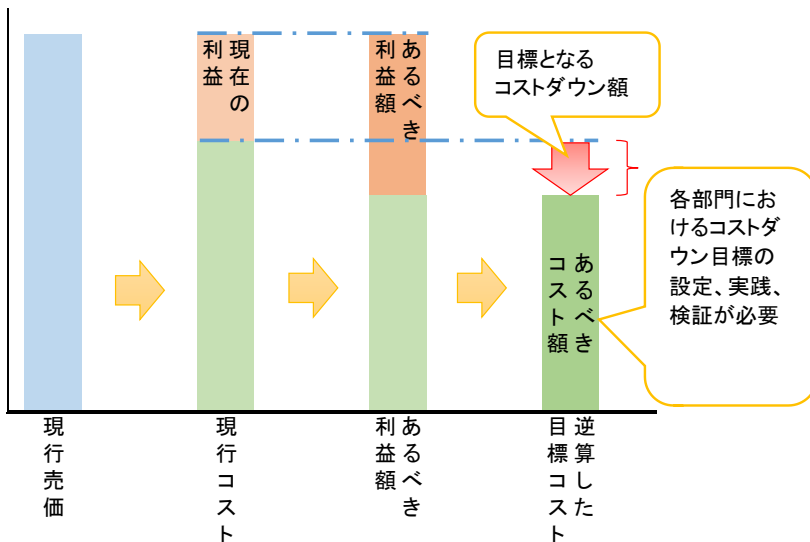 現在の
利益
あるべき
利益額
目標となる
コストダウン額
各部門にお
けるコストダ
ウン目標の
設定、実践、
検証が必要
あるべき
コスト額
現行売価
現行コスト
あるべき
利益額
逆算した
目標コスト